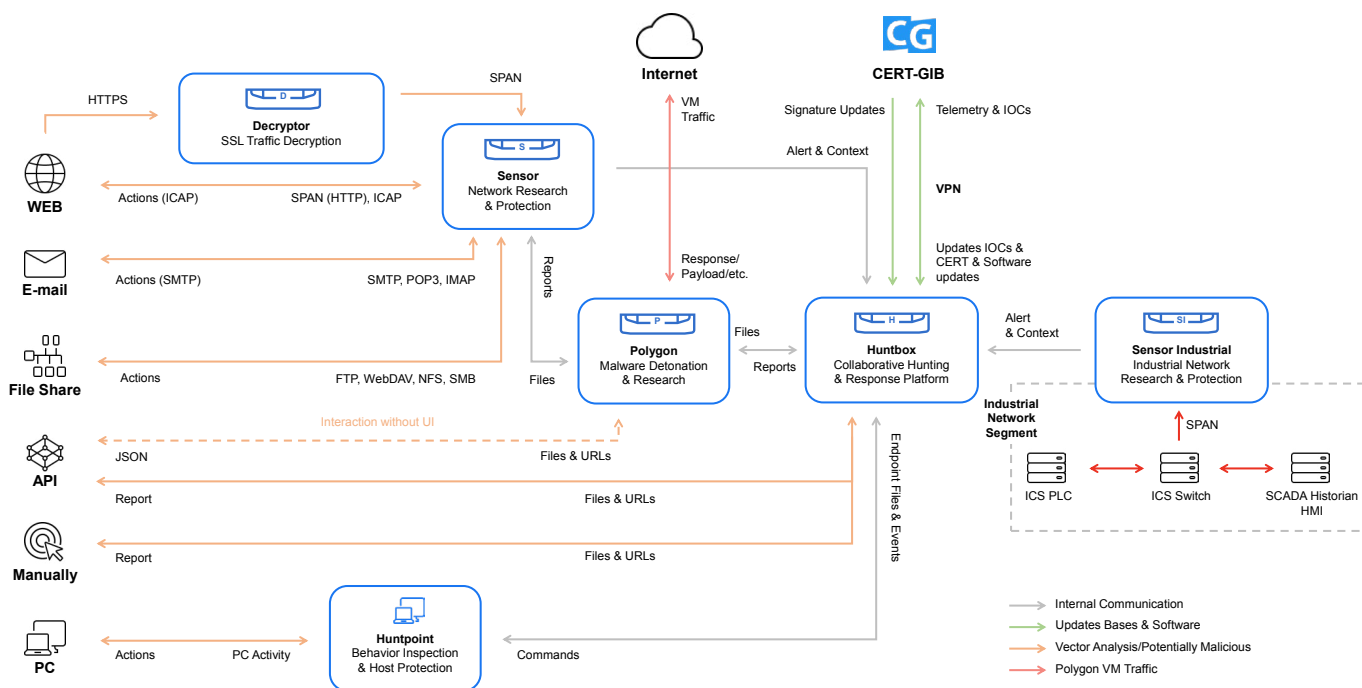 CG
Internet
CERT-GIB
SPAN
HTTPS
D
Decryptor
SSL Traffic Decryption
VM
Traffic
Signature Updates
Telemetry & IOCs
S
Sensor
Network Research
& Protection
Alert & Context
WEB
Actions (ICAP)
SPAN (HTTP), ICAP
VPN
E-mail
Actions (SMTP)
SMTP, POP3, IMAP
Reports
Response/
Payload/etc.
Updates IOCs &
CERT & Software
updates
File Share
Actions
FTP, WebDAV, NFS, SMB
Files
P
Polygon
Malware Detonation
& Research
Files
Reports
H
Huntbox
Collaborative Hunting
& Response Platform
Alert
& Context
SI
Sensor Industrial
Industrial Network
Research & Protection
Industrial
Network
Segment
SPAN
ICS PLC
ICS Switch
SCADA Historian
HMI
Interaction without UI
API
JSON
Files & URLs
Report
Files & URLs
Endpoint Files & Events
Manually
Report
Files & URLs
PC
Actions
PC Activity
Huntpoint
Behavior Inspection
& Host Protection
Commands
Internal Communication
Updates Bases & Software
Vector Analysis/Potentially Malicious
Polygon VM Traffic